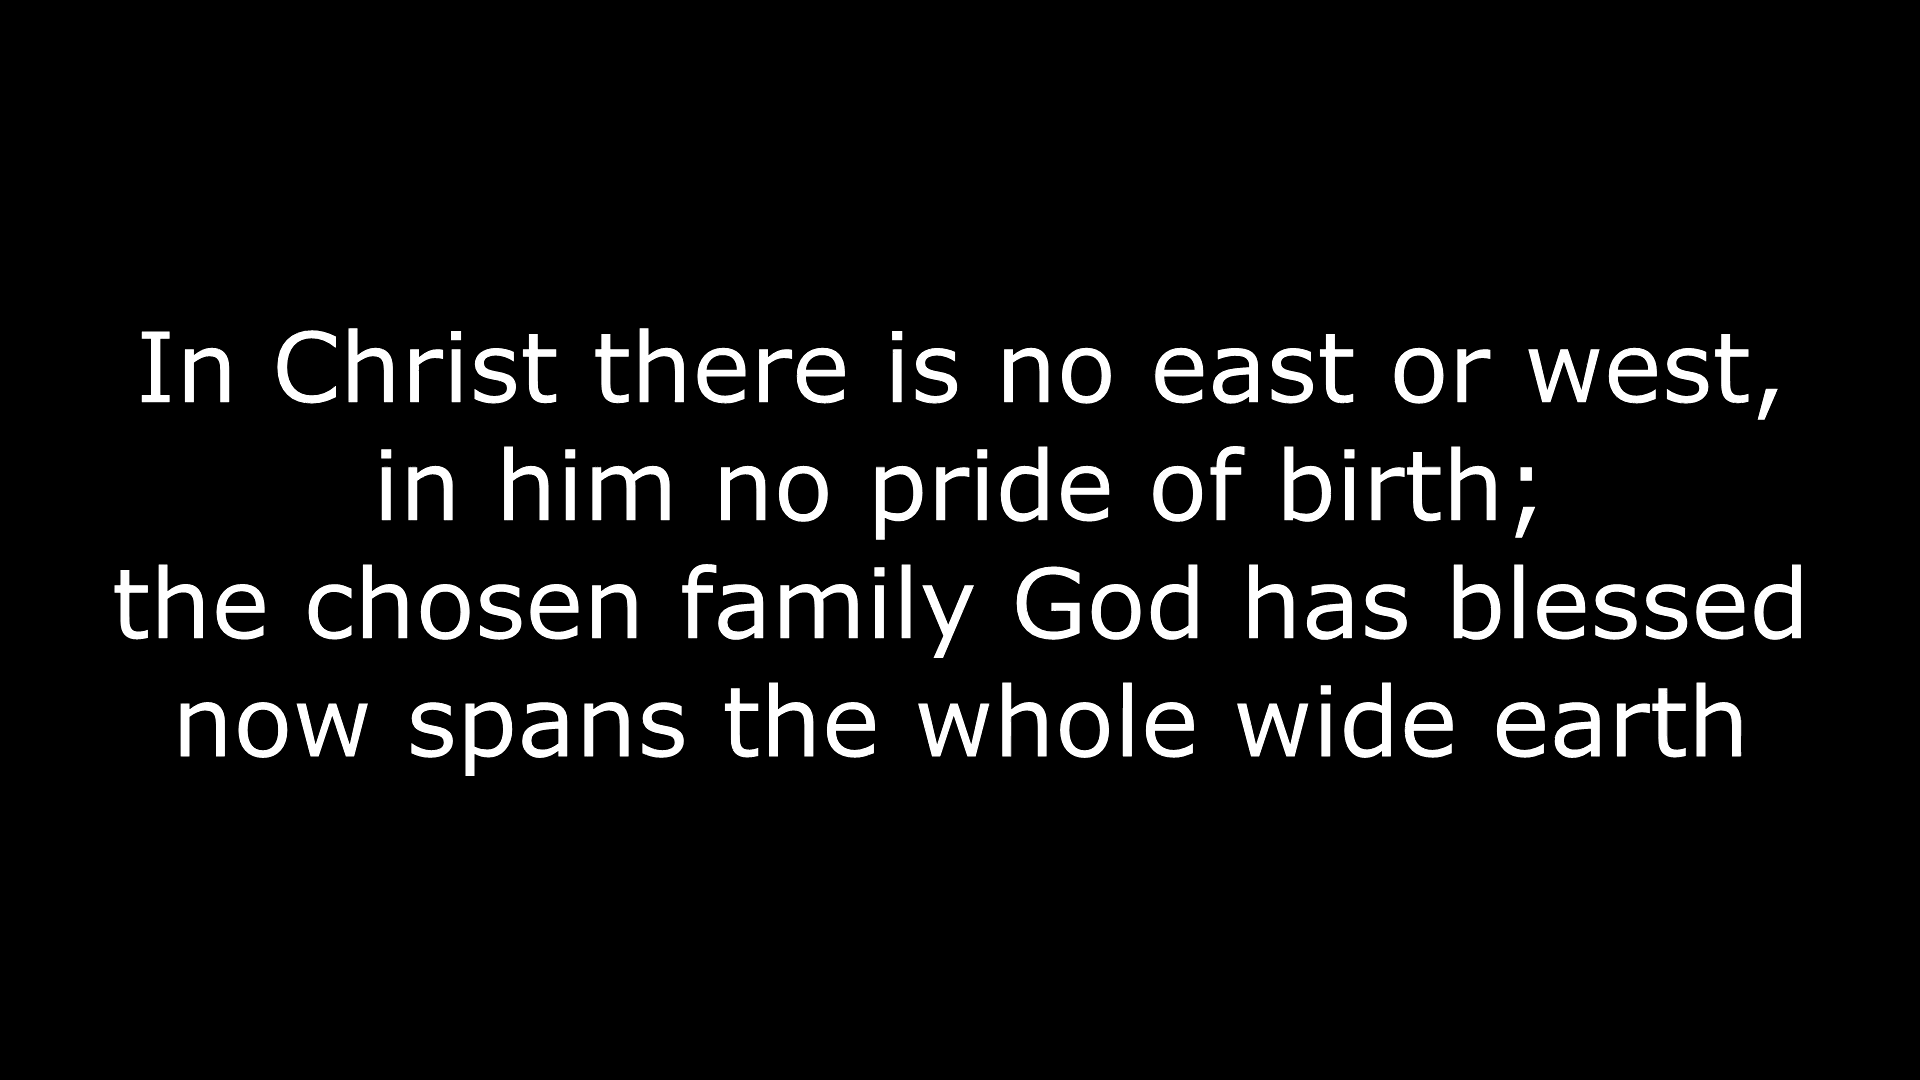 In Christ there is no east or west,
in him no pride of birth;
the chosen family God has blessed
now spans the whole wide earth